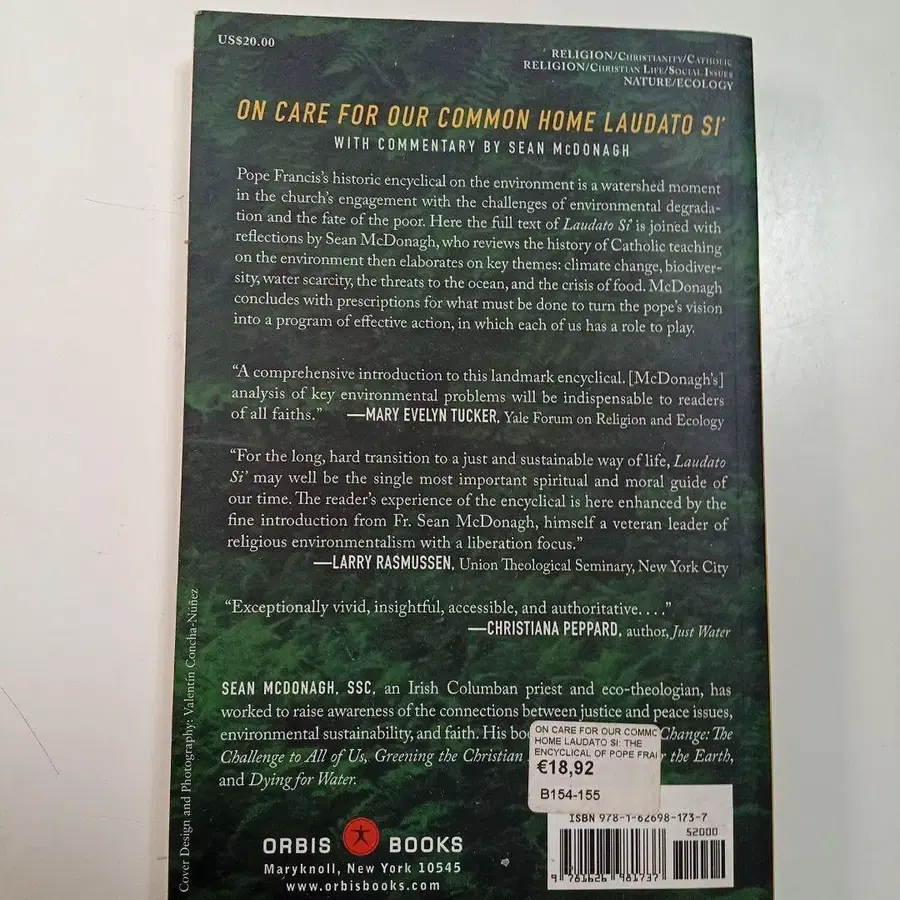 US$20.00
RELIGION/CHRISTIANITY/CATHOLIC
RELIGION/CHRISTIAN LIFE/SOCIAL ISSUES
NATURE/ECOLOGY
ON CARE FOR OUR COMMON HOME LAUDATO SI'
WITH COMMENTARY BY SEAN McDONAGH
Pope Francis's historic encyclical on the environment is a watershed moment
in the church's engagement with the challenges of environmental degrada-
tion and the fate of the poor. Here the full text of Laudato Si' is joined with
reflections by Sean McDonagh, who reviews the history of Catholic teaching
on the environment then elaborates on key themes: climate change, biodiver-
sity, water scarcity, the threats to the ocean, and the crisis of food. McDonagh
concludes with prescriptions for what must be done to turn the pope's vision
into a program of effective action, in which each of us has a role to play.
"A comprehensive introduction to this landmark encyclical. [McDonagh's]
analysis of key environmental problems will be indispensable to readers
of all faiths." —MARY EVELYN TUCKER, Yale Forum on Religion and Ecology
"For the long, hard transition to a just and sustainable way of life, Laudato
Si' may well be the single most important spiritual and moral guide of
our time. The reader's experience of the encyclical is here enhanced by the
fine introduction from Fr. Sean McDonagh, himself a veteran leader of
religious environmentalism with a liberation focus."
—LARRY RASMUSSEN, Union Theological Seminary, New York City
"Exceptionally vivid, insightful, accessible, and authoritative. . . ."
—CHRISTIANA PEPPARD, author, Just Water
SEAN MCDONAGH, SSC, an Irish Columban priest and eco-theologian, has
worked to raise awareness of the connections between justice and peace issues,
environmental sustainability, and faith. His Change: The
Challenge to All of Us, Greening the Christian the Earth,
and Dying for Water.
ON CARE FOR OUR COMMC
HOME LAUDATO SI: THE
ENCYCLICAL OF POPE FRAI
€18,92
B154-155
ISBN 978-1-62698-173-7
52000
9 781626 981737
ORBIS BOOKS
Maryknoll, New York 10545
www.orbisbooks.com
Cover Design and Photography: Valentín Concha-Núñez